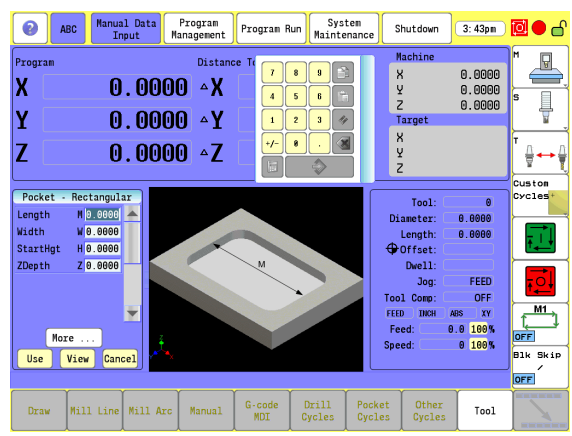 ?
ABC
Manual Data
Input
Program
Management
Program Run
System
Maintenance
Shutdown
3:43pm
Program
X 0.0000
Y 0.0000
Z 0.0000
Distance To
△X
△Y
△Z
7 8 9
4 5 6
1 2 3
+/- 0 .
Machine
X 0.0000
Y 0.0000
Z 0.0000
Target
X
Y
Z
M
S
T
Custom
Cycles
Pocket - Rectangular
Length M 0.0000
Width W 0.0000
StartHgt H 0.0000
ZDepth Z 0.0000
More ...
Use View Cancel
M
Z
Tool: 0
Diameter: 0.0000
Length: 0.0000
Offset:
Dwell:
Jog: FEED
Tool Comp: OFF
FEED INCH ABS XY
Feed: 0.0 100%
Speed: 0 100%
M1
OFF
Blk Skip
/
OFF
Draw
Mill Line
Mill Arc
Manual
G-code
MDI
Drill
Cycles
Pocket
Cycles
Other
Cycles
Tool